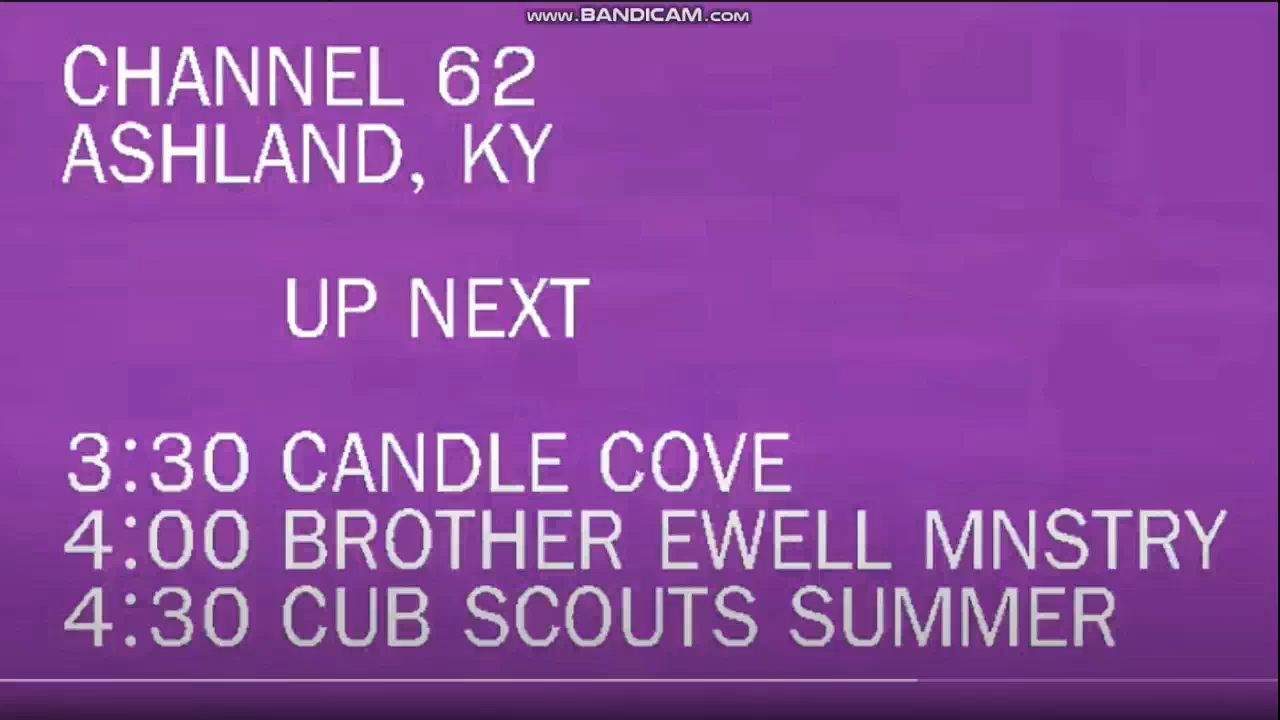 www.BANDICAM.com
CHANNEL 62
ASHLAND, KY
UP NEXT
3:30 CANDLE COVE
4:00 BROTHER EWELL MNSTRY
4:30 CUB SCOUTS SUMMER